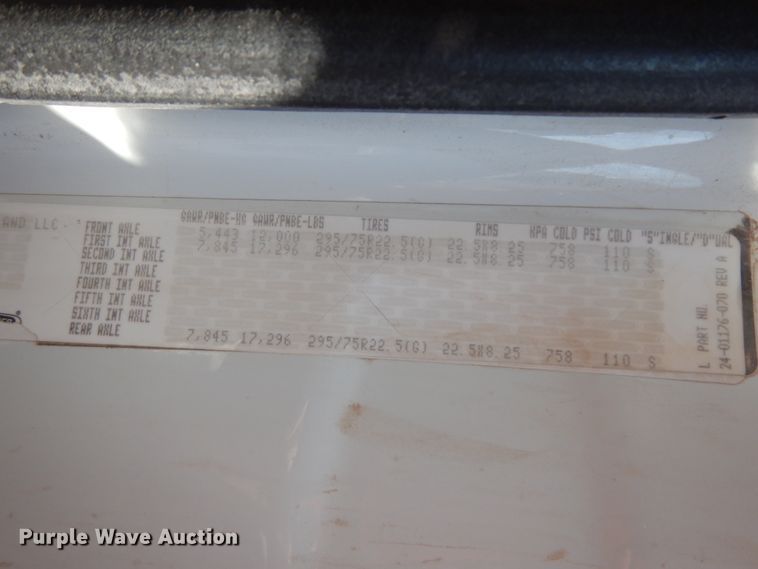 GAWR/PNBE-KG GAWR/PNBE-LBS TIRES RIMS KPA COLD PSI COLD "S"INGLE/"D"UAL
AND LLC
FRONT AXLE 5,443 12,000 295/75R22.5(G) 22.5X8.25 758 110 S
FIRST INT AXLE 7,845 17,296 295/75R22.5(G) 22.5X8.25 758 110 S
SECOND INT AXLE
THIRD INT AXLE
FOURTH INT AXLE
FIFTH INT AXLE
SIXTH INT AXLE
REAR AXLE 7,845 17,296 295/75R22.5(G) 22.5X8.25 758 110 S
L PART NO.
24-01176-070 REV A
Purple Wave Auction